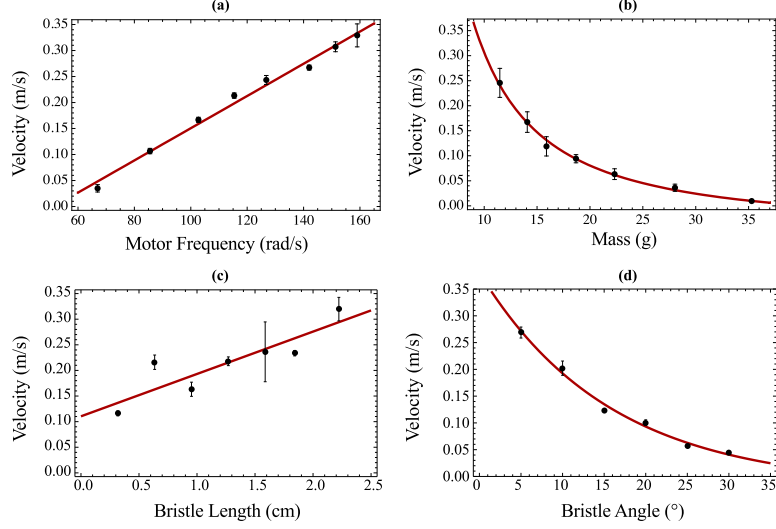 (a)
0.35
0.30
0.25
0.20
0.15
0.10
0.05
0.00
Velocity (m/s)
60 80 100 120 140 160
Motor Frequency (rad/s)
(b)
0.35
0.30
0.25
0.20
0.15
0.10
0.05
0.00
Velocity (m/s)
10 15 20 25 30 35
Mass (g)
(c)
0.35
0.30
0.25
0.20
0.15
0.10
0.05
0.00
Velocity (m/s)
0.0 0.5 1.0 1.5 2.0 2.5
Bristle Length (cm)
(d)
0.35
0.30
0.25
0.20
0.15
0.10
0.05
0.00
Velocity (m/s)
0 5 10 15 20 25 30 35
Bristle Angle (°)